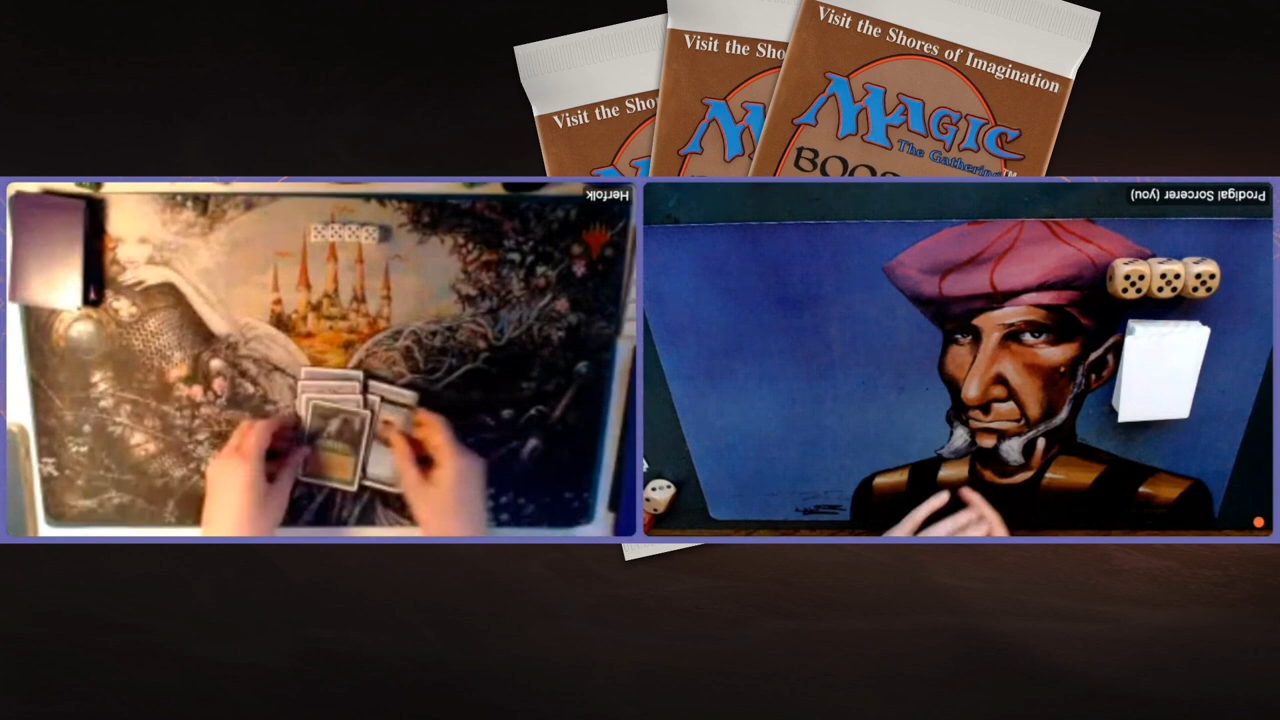 Visit the Shores of Imagination
MAGIC
The Gathering
TM
BOOS
Visit the Sho
M
Visit the Sho
Herfolk
Prodigal Sorcerer (you)